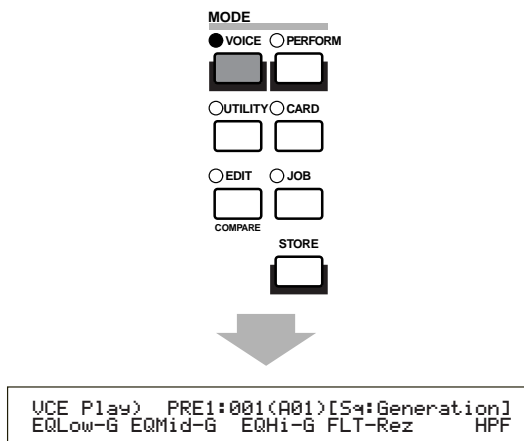 MODE
VOICE PERFORM
UTILITY CARD
EDIT JOB
COMPARE
STORE
VCE Play) PRE1:001(A01)[Sq:Generation]
EQLow-G EQMid-G EQHi-G FLT-Rez HPF